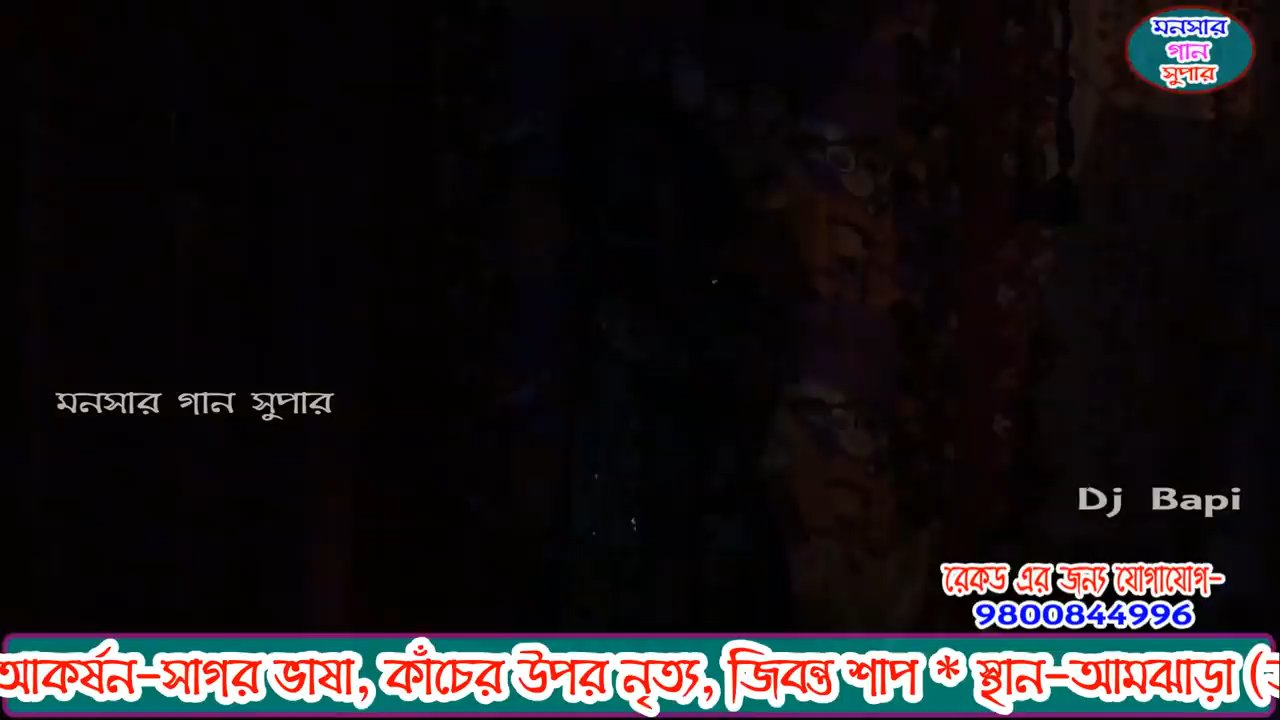 মনসার
গান
সুপার
মনসার গান সুপার
Dj Bapi
রেকড এর জন্য যোগাযোগ-
9800844996
আকর্ষন-সাগর ভাষা, কাঁচের উপর নৃত্য, জিবন্ত শাপ * স্থান-আমঝাড়া (